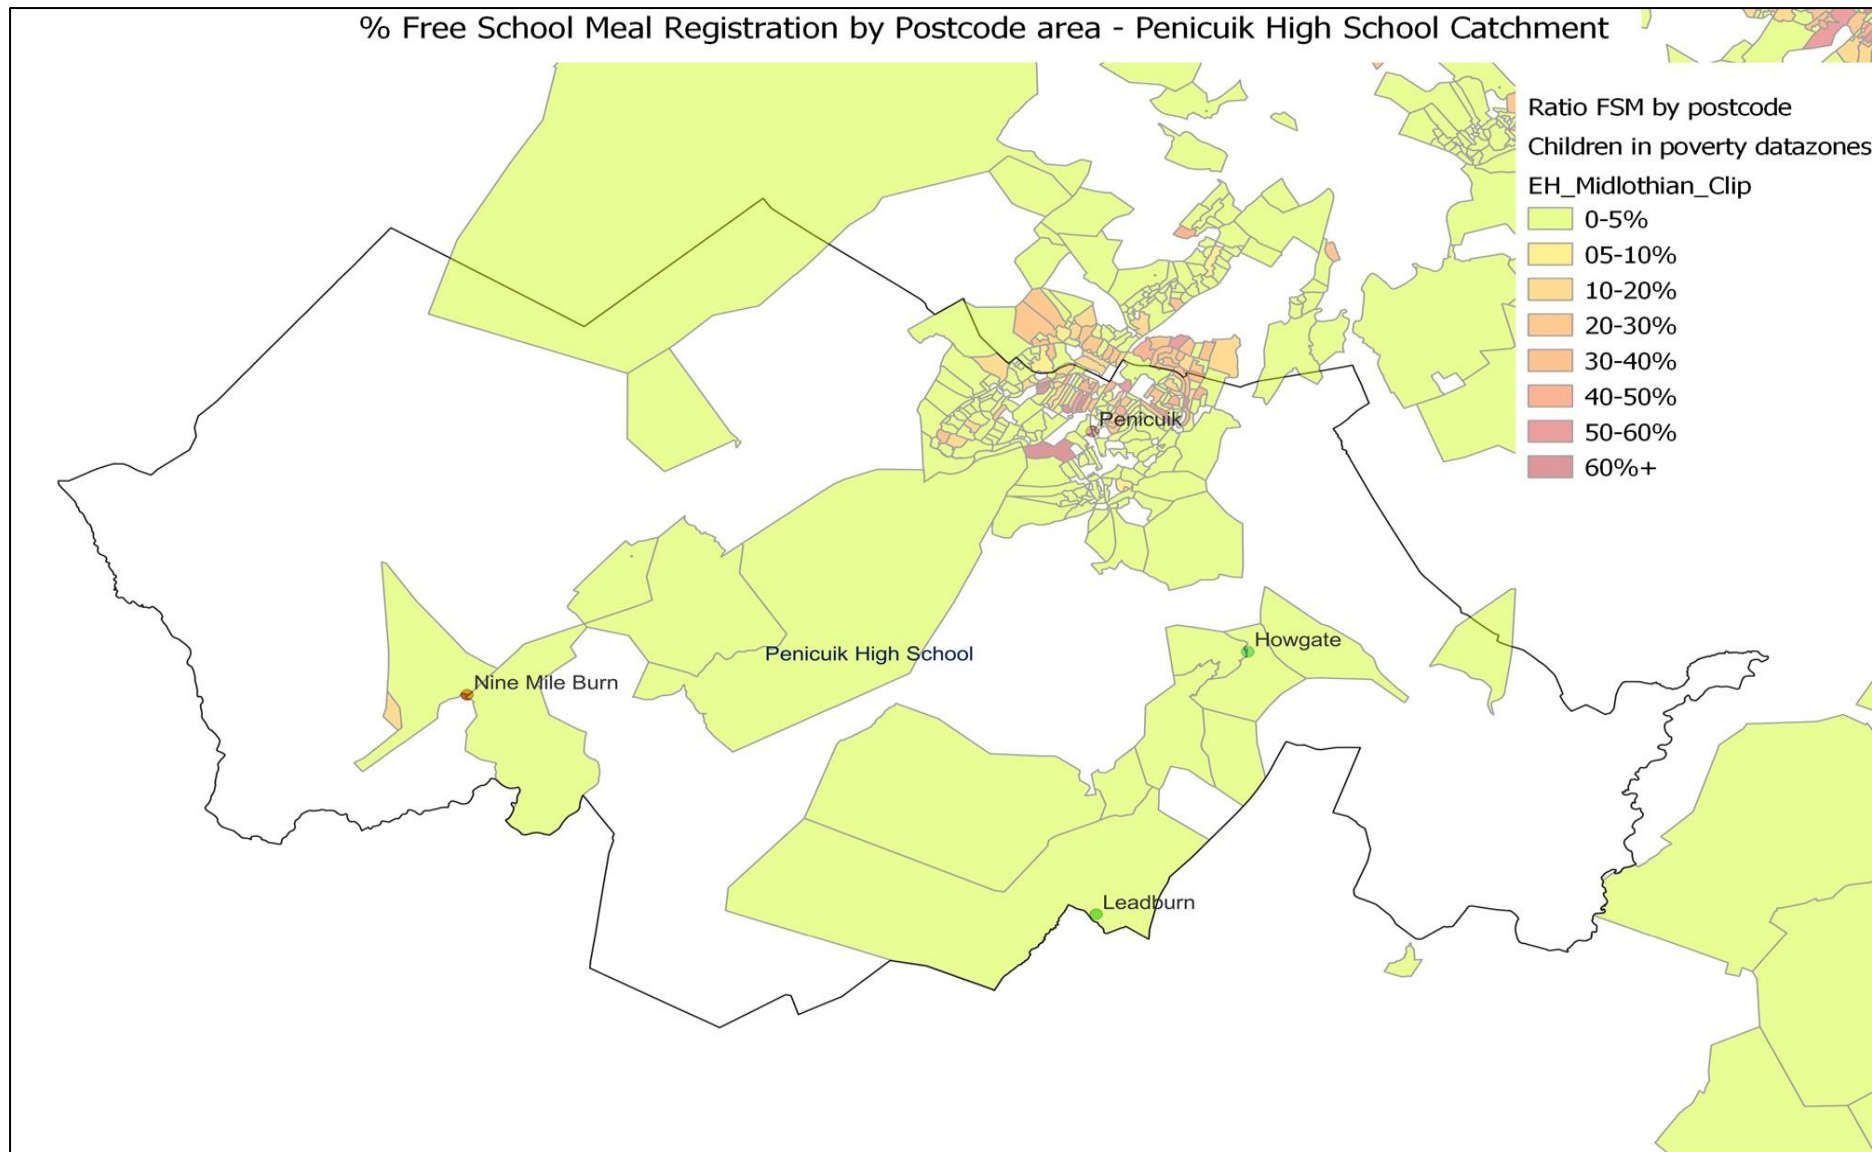 % Free School Meal Registration by Postcode area - Penicuik High School Catchment
Ratio FSM by postcode
Children in poverty datazones
EH_Midlothian_Clip
0-5%
05-10%
10-20%
20-30%
30-40%
40-50%
50-60%
60%+
Penicuik
Howgate
Penicuik High School
Nine Mile Burn
Leadburn